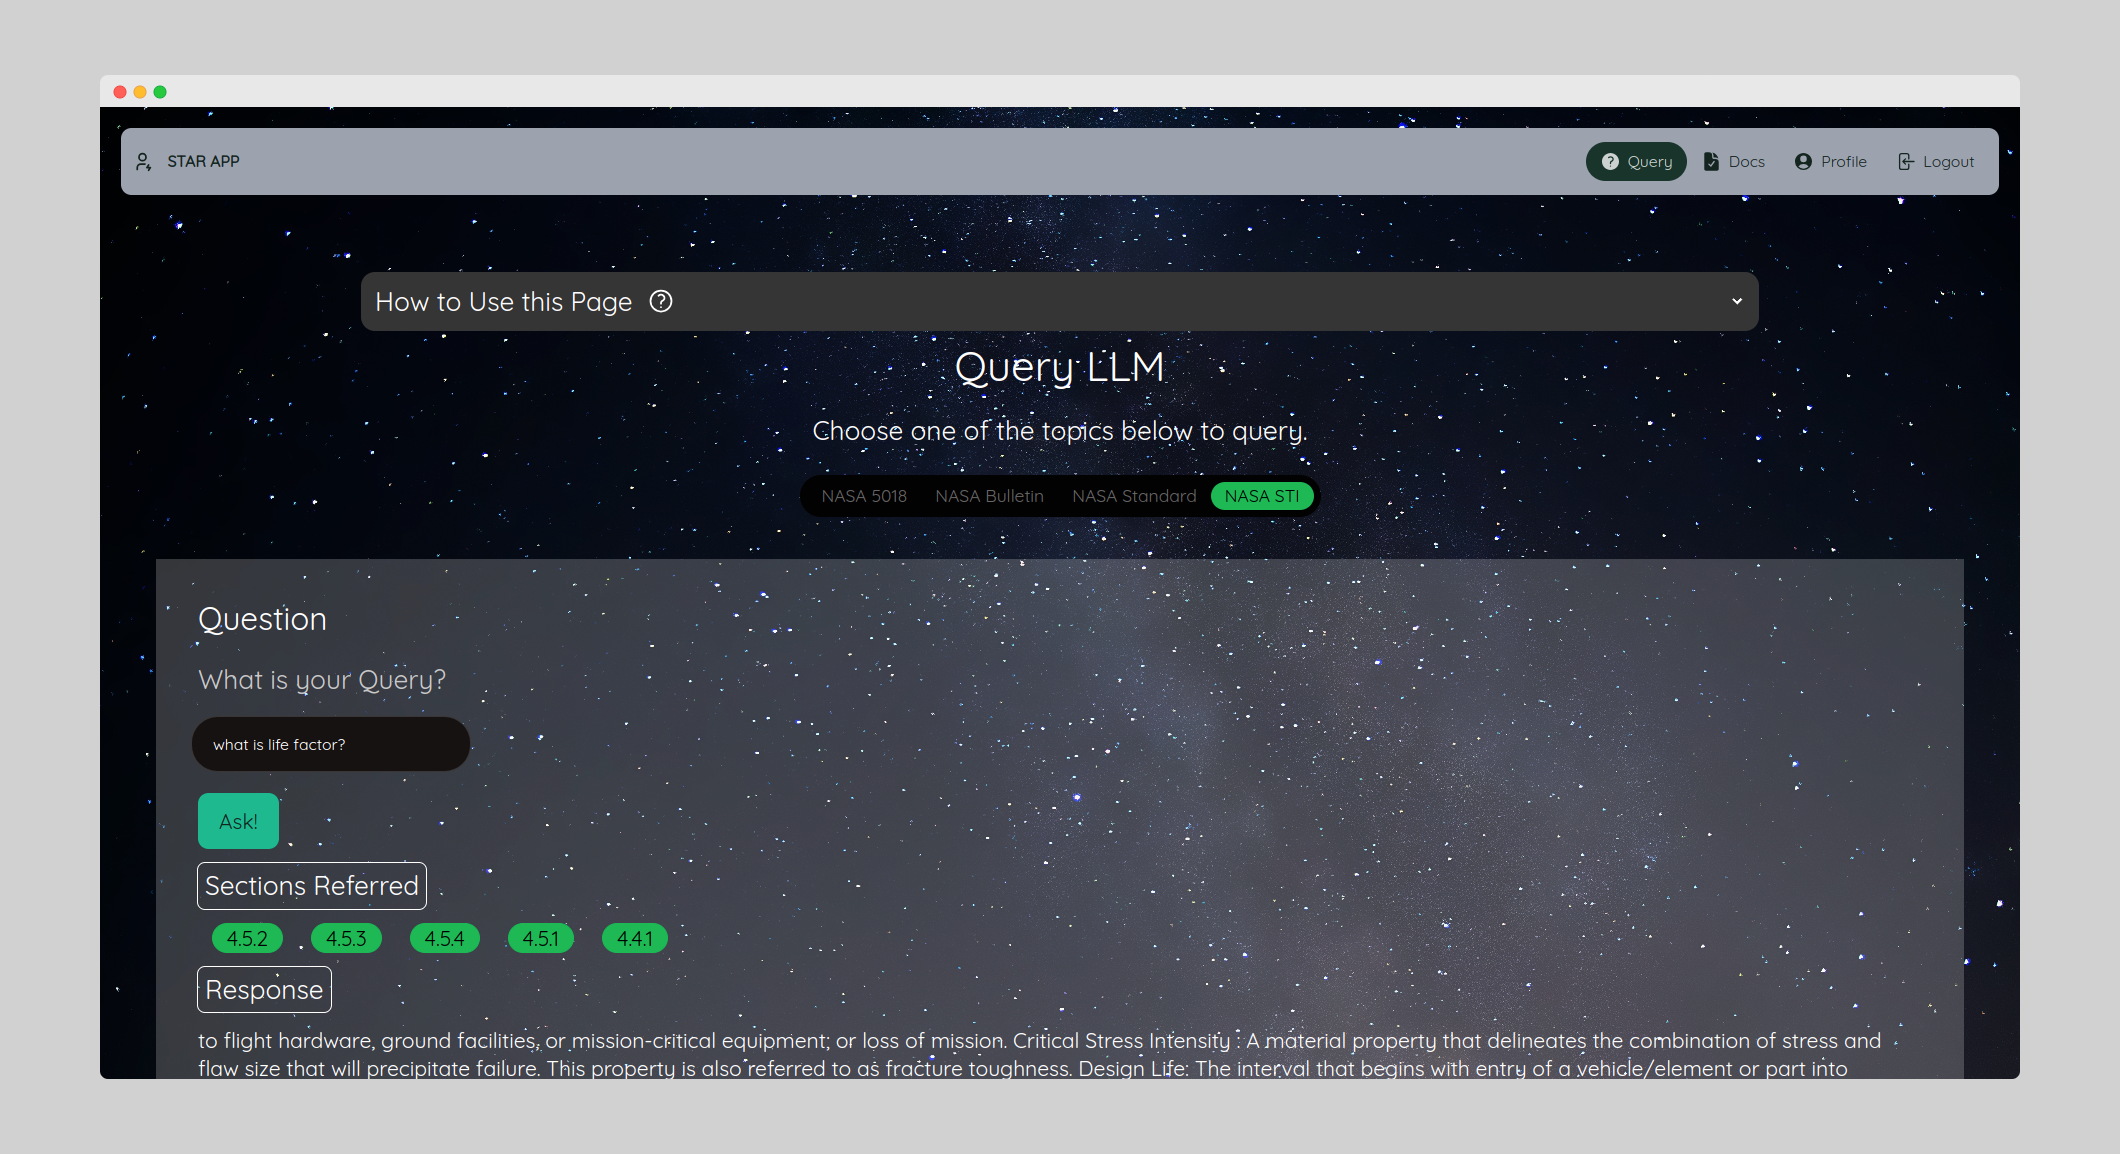 STAR APP
Query
Docs
Profile
Logout
How to Use this Page
Query LLM
Choose one of the topics below to query.
NASA 5018 NASA Bulletin NASA Standard NASA STI
Question
What is your Query?
what is life factor?
Ask!
Sections Referred
4.5.2 4.5.3 4.5.4 4.5.1 4.4.1
Response
to flight hardware, ground facilities, or mission-critical equipment; or loss of mission. Critical Stress Intensity : A material property that delineates the combination of stress and
flaw size that will precipitate failure. This property is also referred to as fracture toughness. Design Life: The interval that begins with entry of a vehicle/element or part into